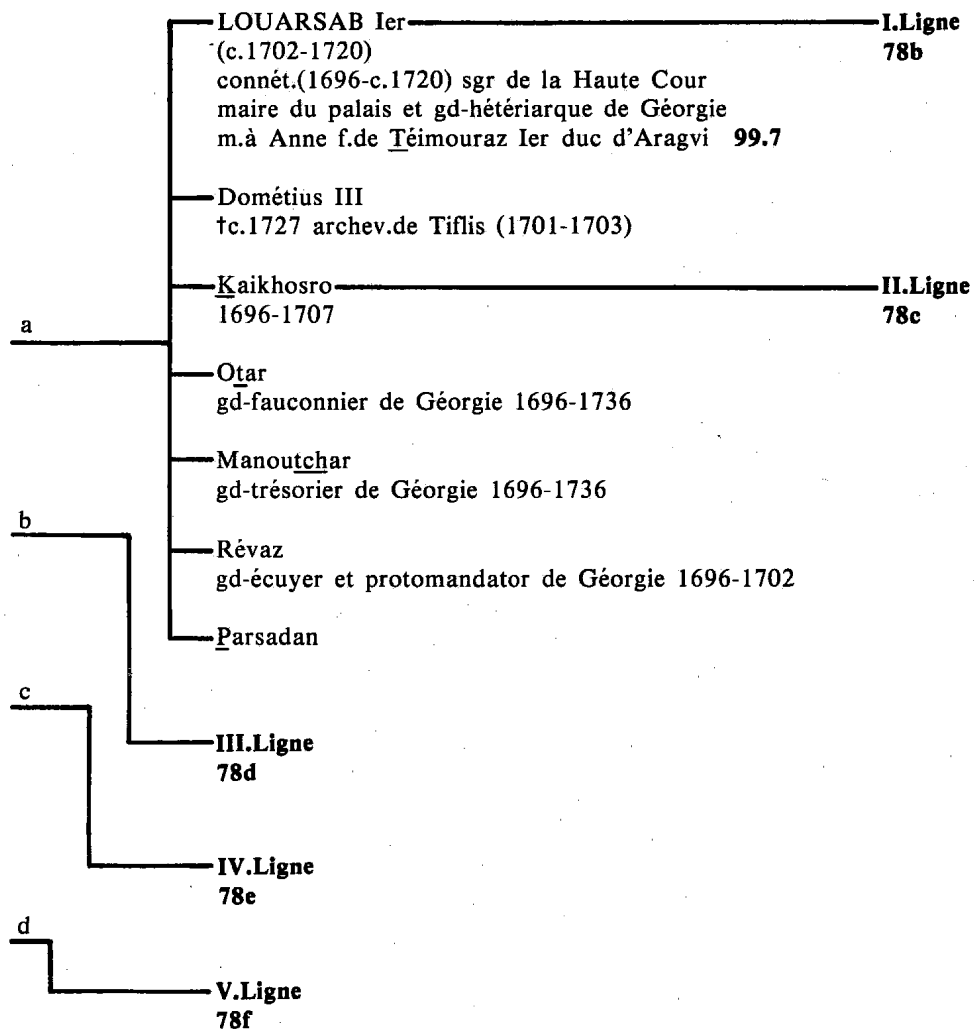 LOUARSAB Ier
(c.1702-1720)
connét.(1696-c.1720) sgr de la Haute Cour
maire du palais et gd-hétériarque de Géorgie
m.à Anne f.de Téimouraz Ier duc d'Aragvi 99.7
I.Ligne
78b
Dométius III
†c.1727 archev.de Tiflis (1701-1703)
Kaikhosro
1696-1707
II.Ligne
78c
a
Otar
gd-fauconnier de Géorgie 1696-1736
Manoutchar
gd-trésorier de Géorgie 1696-1736
b
Révaz
gd-écuyer et protomandator de Géorgie 1696-1702
Parsadan
c
III.Ligne
78d
IV.Ligne
78e
d
V.Ligne
78f